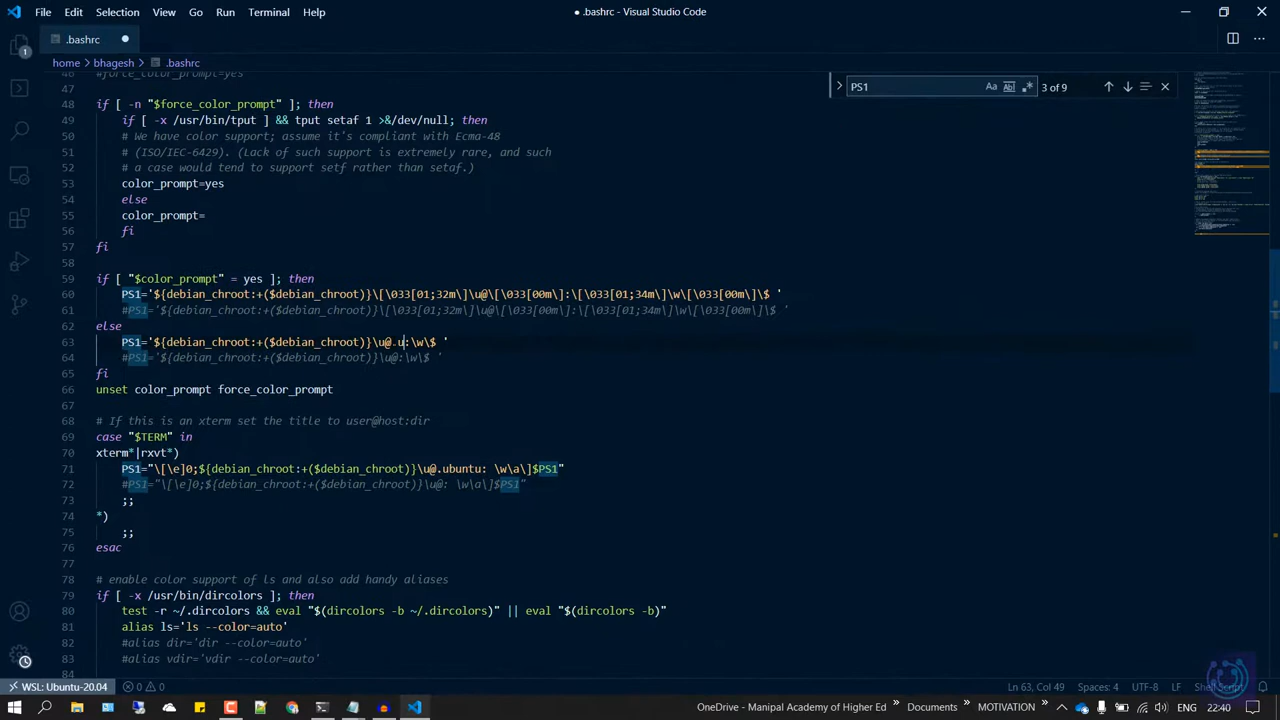 File Edit Selection View Go Run Terminal Help
● .bashrc - Visual Studio Code
.bashrc
home > bhagesh > .bashrc
PS1
Aa
3 of 9
1
46 #force_color_prompt=yes
47
48 if [ -n "$force_color_prompt" ]; then
49 if [ -x /usr/bin/tput ] && tput setaf 1 >&/dev/null; then
50 # We have color support; assume it's compliant with Ecma-48
51 # (ISO/IEC-6429). (Lack of such support is extremely rare, and such
52 # a case would tend to support setf rather than setaf.)
53 color_prompt=yes
54 else
55 color_prompt=
56 fi
57 fi
58
59 if [ "$color_prompt" = yes ]; then
60 PS1='${debian_chroot:+($debian_chroot)}\[\033[01;32m\]\u@\[\033[00m\]:\[\033[01;34m\]\w\[\033[00m\]\$ '
61 #PS1='${debian_chroot:+($debian_chroot)}\[\033[01;32m\]\u@\[\033[00m\]:\[\033[01;34m\]\w\[\033[00m\]\$ '
62 else
63 PS1='${debian_chroot:+($debian_chroot)}\u@.u:\w\$ '
64 #PS1='${debian_chroot:+($debian_chroot)}\u@:\w\$ '
65 fi
66 unset color_prompt force_color_prompt
67
68 # If this is an xterm set the title to user@host:dir
69 case "$TERM" in
70 xterm*|rxvt*)
71 PS1="\[\e]0;${debian_chroot:+($debian_chroot)}\u@.ubuntu: \w\a\]$PS1"
72 #PS1="\[\e]0;${debian_chroot:+($debian_chroot)}\u@: \w\a\]$PS1"
73 ;;
74 *)
75 ;;
76 esac
77
78 # enable color support of ls and also add handy aliases
79 if [ -x /usr/bin/dircolors ]; then
80 test -r ~/.dircolors && eval "$(dircolors -b ~/.dircolors)" || eval "$(dircolors -b)"
81 alias ls='ls --color=auto'
82 #alias dir='dir --color=auto'
83 #alias vdir='vdir --color=auto'
84
WSL: Ubuntu-20.04
0
0
Ln 63, Col 49
Spaces: 4
UTF-8
LF
Shell Script
OneDrive - Manipal Academy of Higher Ed
Documents
MOTIVATION
ENG
22:40